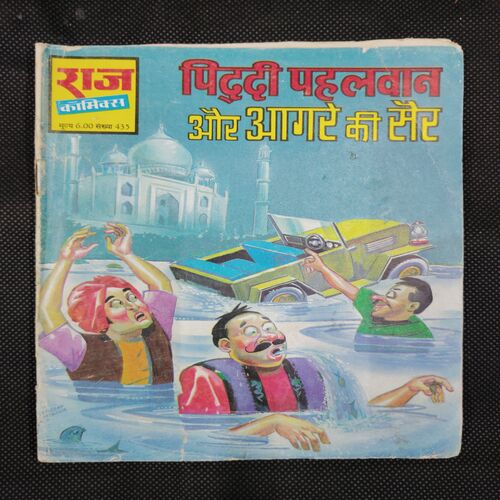 राज
कॉमिक्स
मूल्य 6.00 संख्या 435
पिद्‌दी पहलवान
और आगरे की सैर